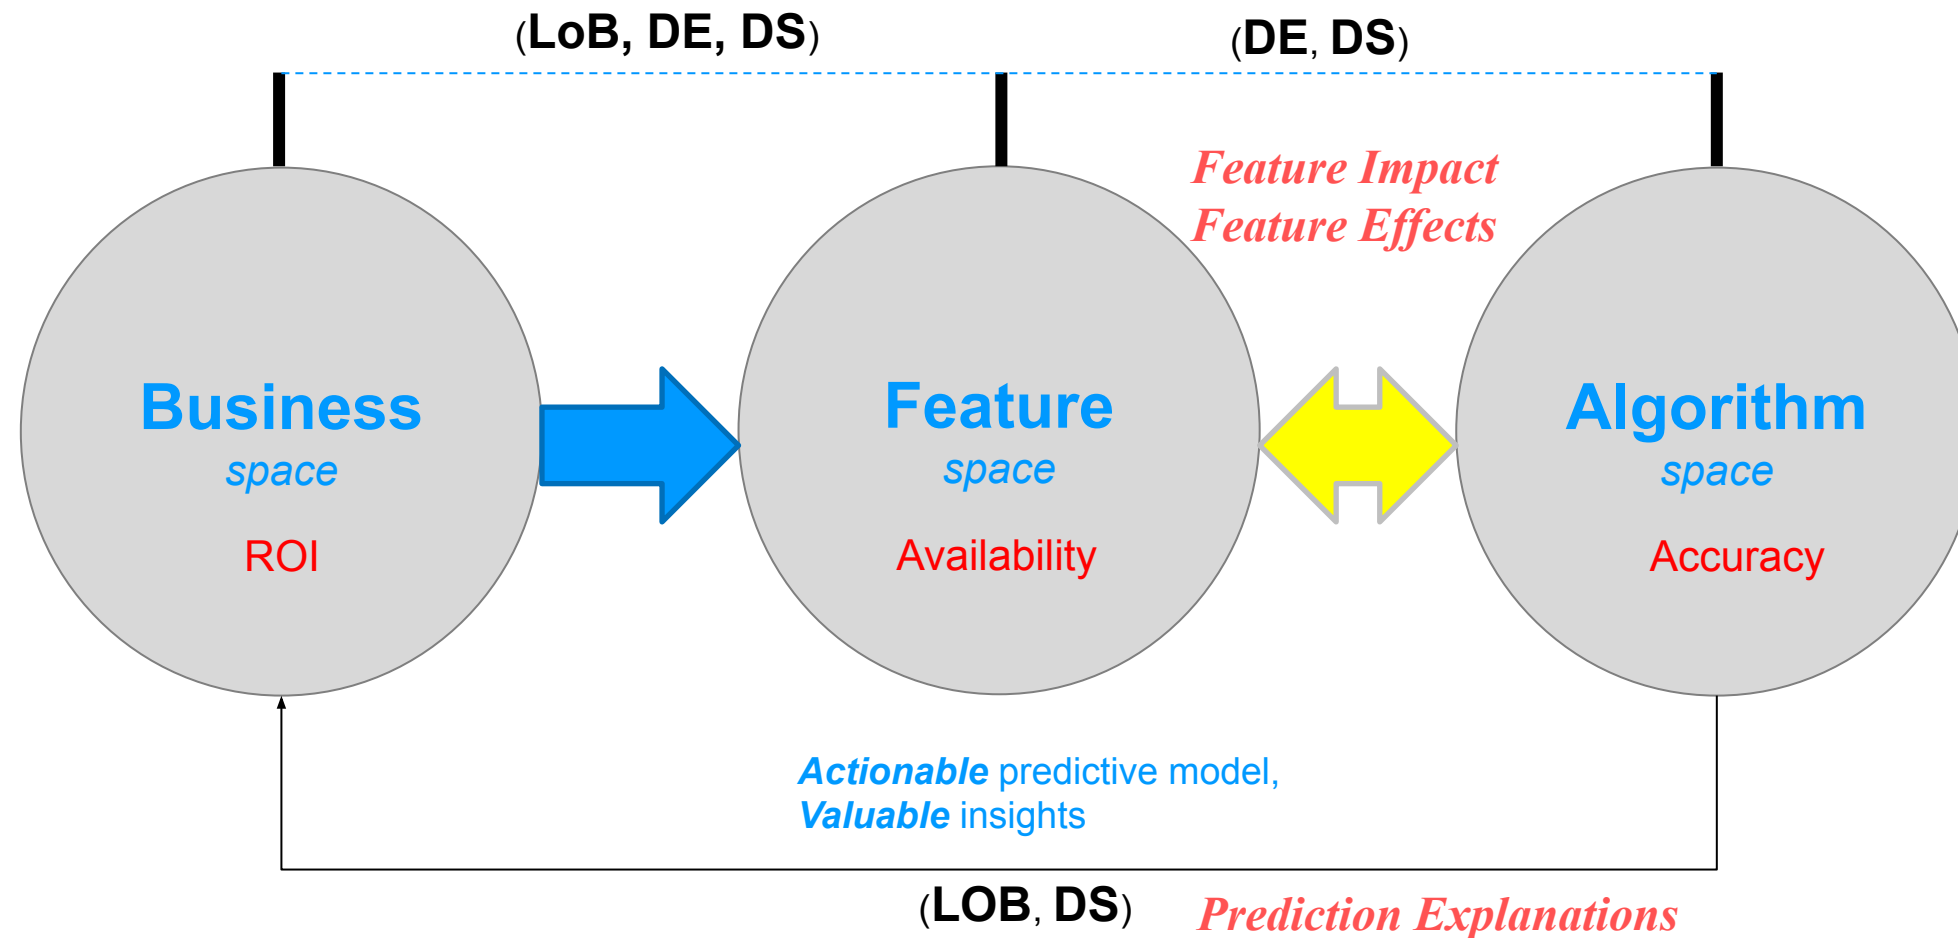 (LoB, DE, DS)
(DE, DS)
Feature Impact
Feature Effects
Business
space
ROI
Feature
space
Availability
Algorithm
space
Accuracy
Actionable predictive model,
Valuable insights
(LOB, DS)
Prediction Explanations